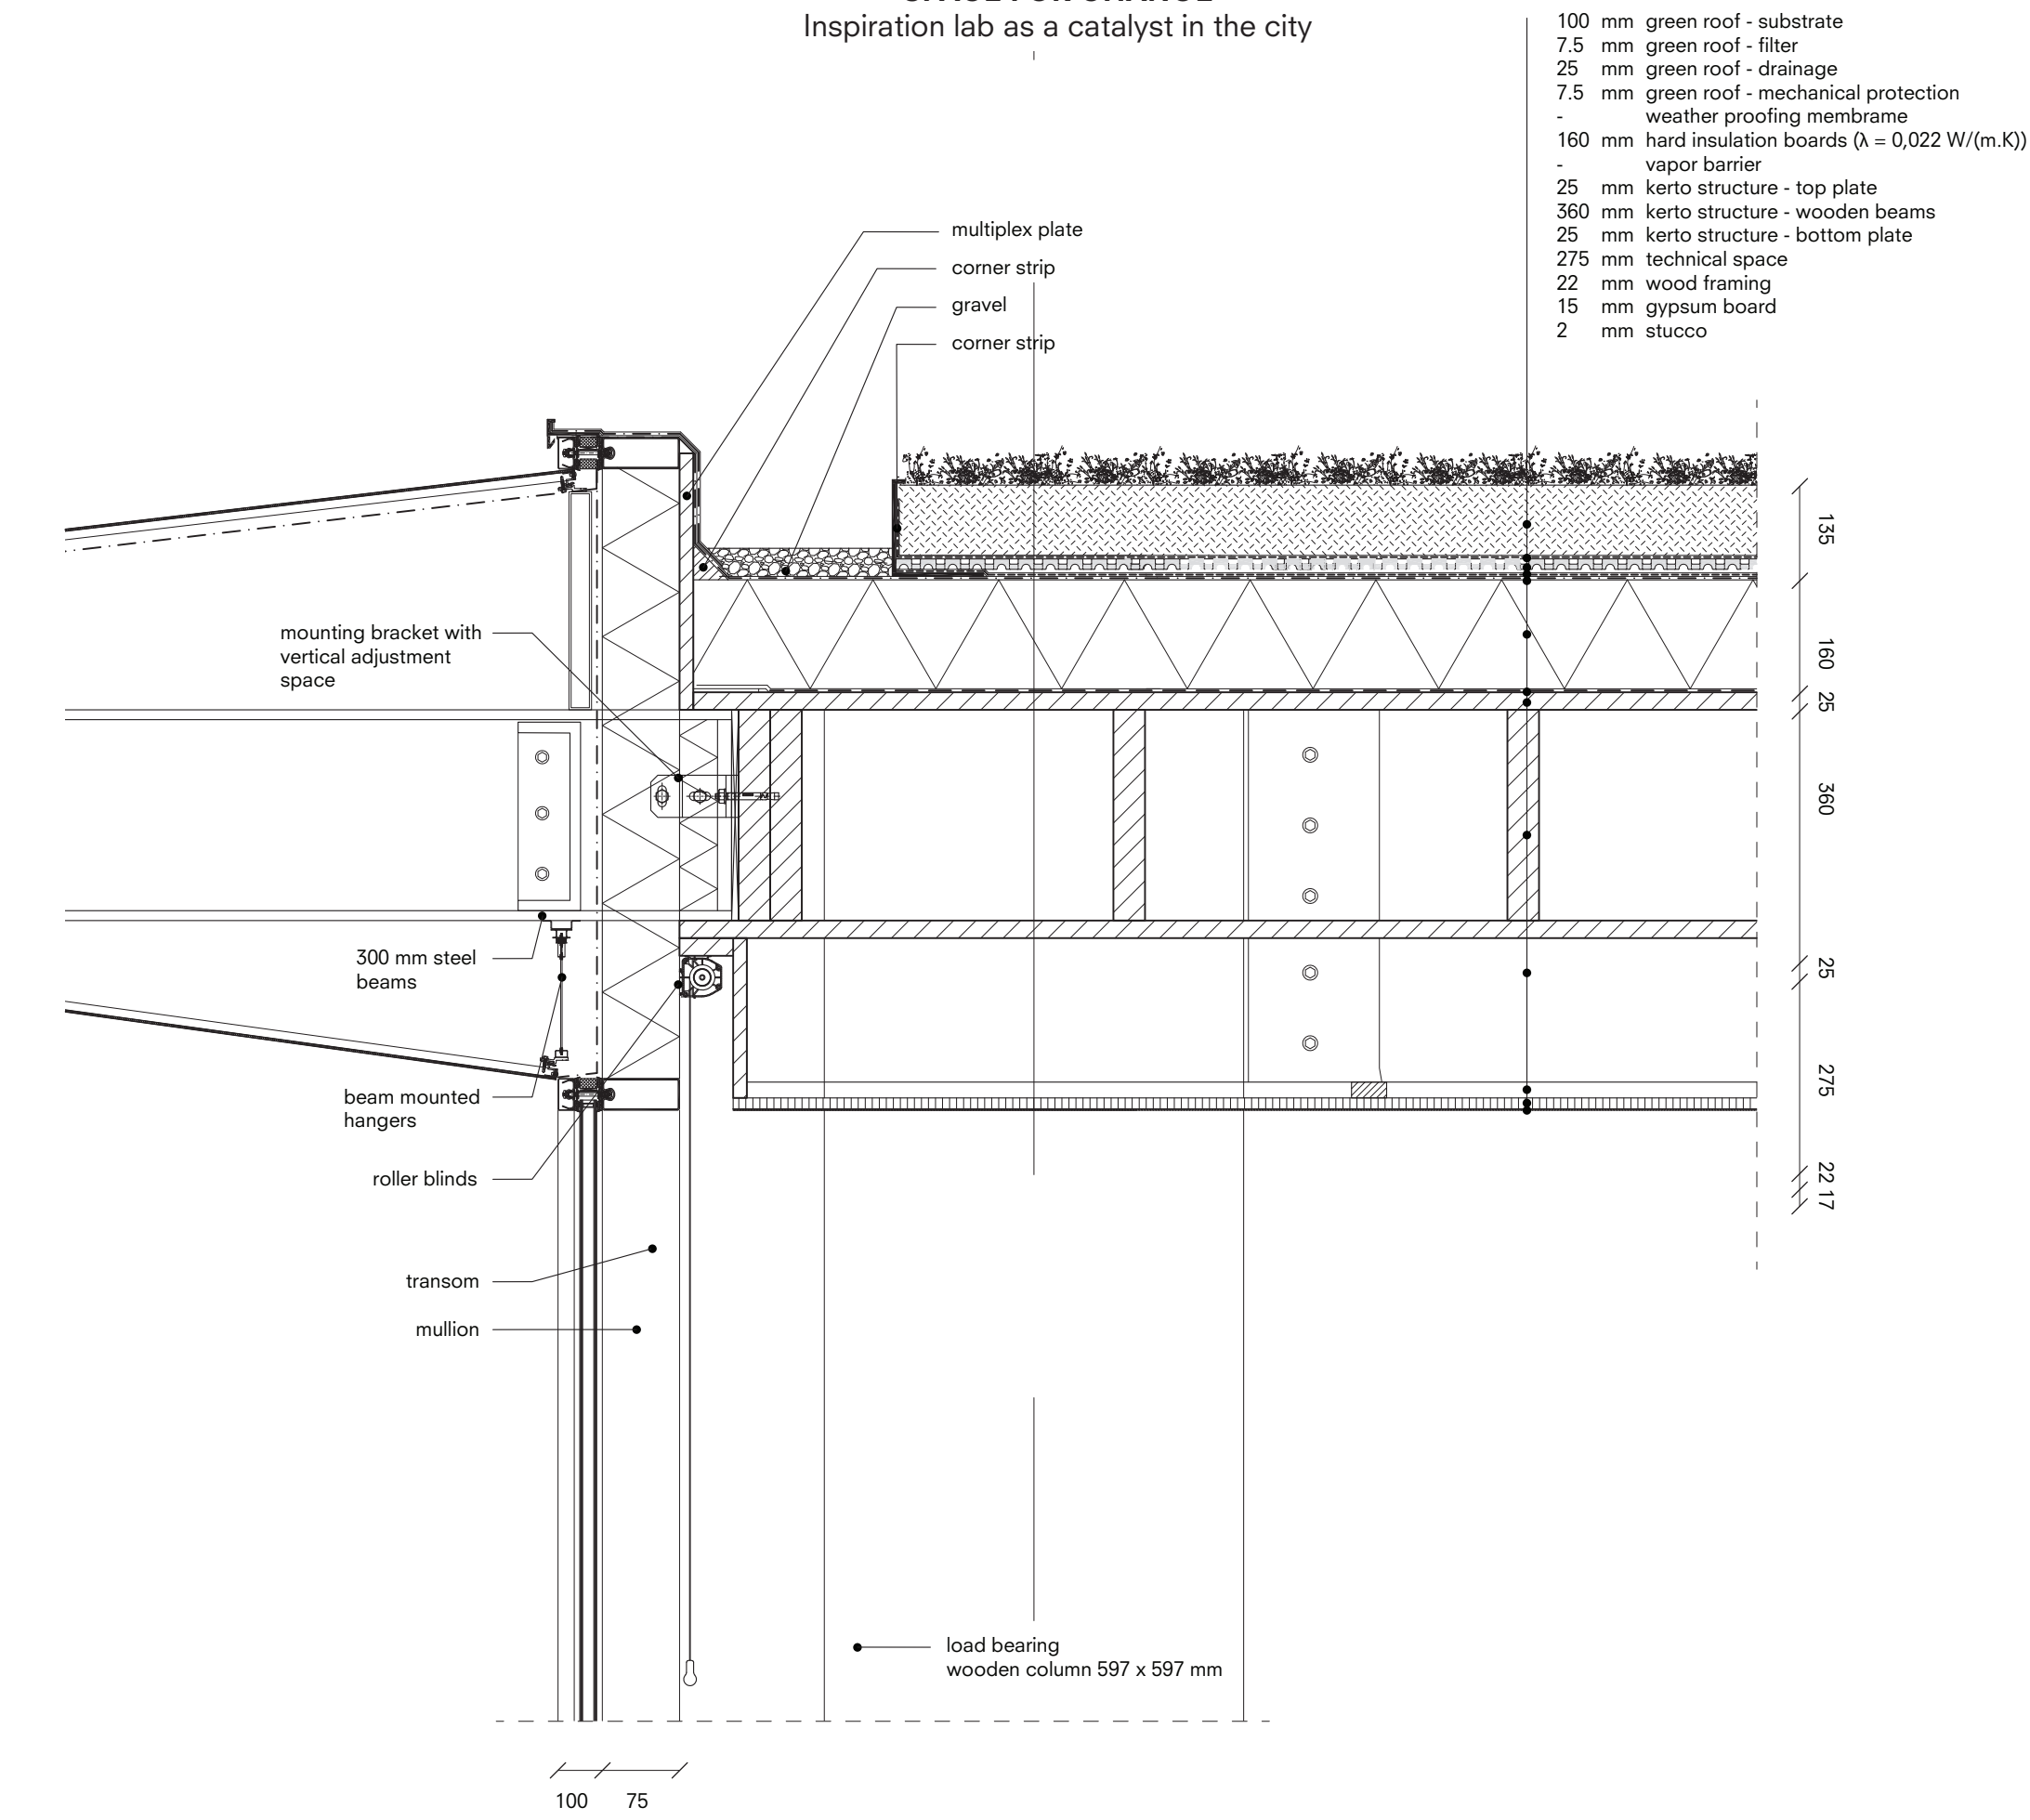 Inspiration lab as a catalyst in the city
100 mm green roof - substrate
7.5 mm green roof - filter
25 mm green roof - drainage
7.5 mm green roof - mechanical protection
- weather proofing membrame
160 mm hard insulation boards (λ = 0,022 W/(m.K))
- vapor barrier
25 mm kerto structure - top plate
360 mm kerto structure - wooden beams
25 mm kerto structure - bottom plate
275 mm technical space
22 mm wood framing
15 mm gypsum board
2 mm stucco
multiplex plate
corner strip
gravel
corner strip
mounting bracket with
vertical adjustment
space
300 mm steel
beams
beam mounted
hangers
roller blinds
transom
mullion
load bearing
wooden column 597 x 597 mm
135
160
25
360
25
275
22
17
100
75